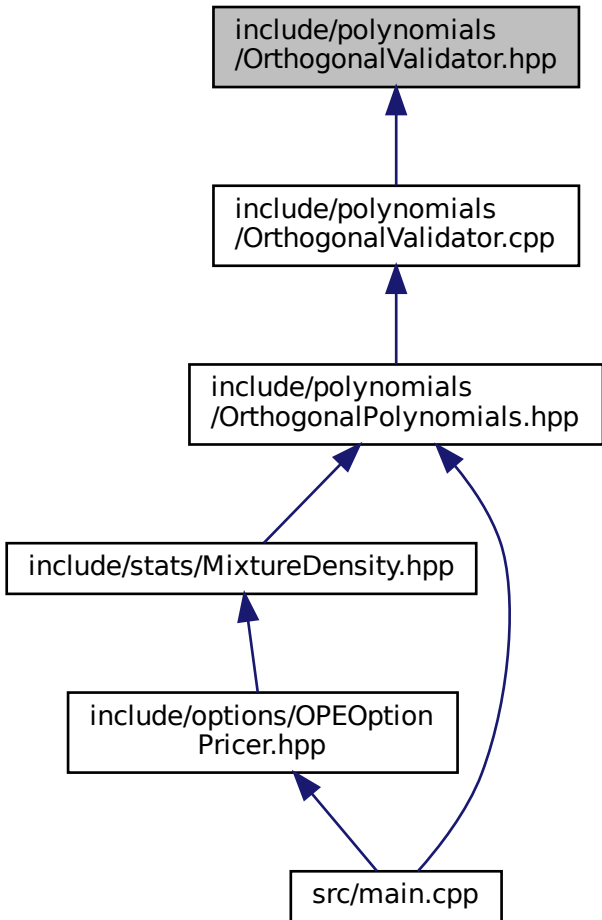 include/polynomials
/OrthogonalValidator.hpp
include/polynomials
/OrthogonalValidator.cpp
include/polynomials
/OrthogonalPolynomials.hpp
include/stats/MixtureDensity.hpp
include/options/OPEOption
Pricer.hpp
src/main.cpp